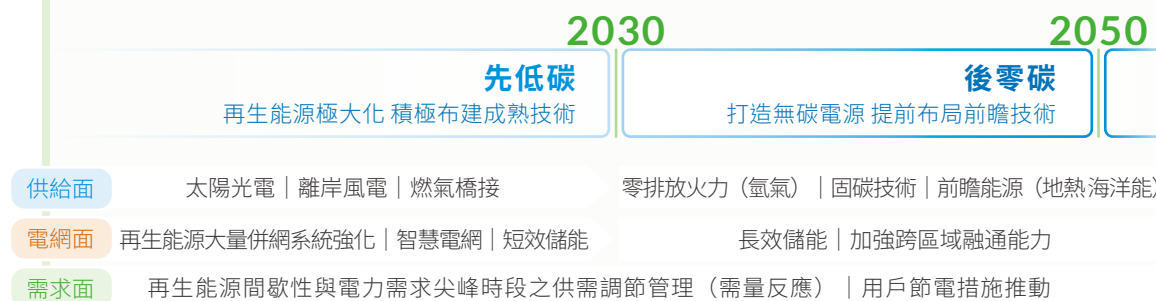 2030
2050
先低碳
再生能源極大化 積極布建成熟技術
後零碳
打造無碳電源 提前布局前瞻技術
供給面
太陽光電｜離岸風電｜燃氣橋接
零排放火力（氫氣）｜固碳技術｜前瞻能源（地熱 海洋能）
電網面
再生能源大量併網系統強化｜智慧電網｜短效儲能
長效儲能｜加強跨區域融通能力
需求面
再生能源間歇性與電力需求尖峰時段之供需調節管理（需量反應）｜用戶節電措施推動